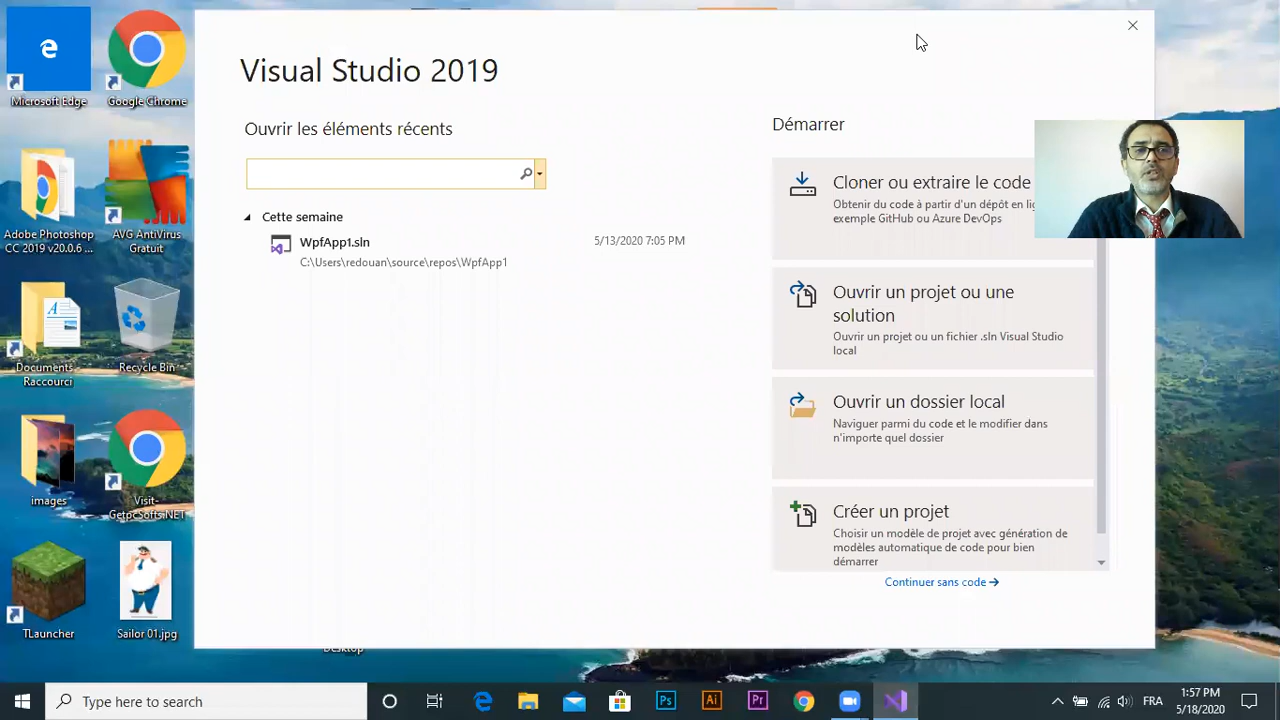 Visual Studio 2019
Ouvrir les éléments récents
Cette semaine
WpfApp1.sln
5/13/2020 7:05 PM
C:\Users\redouan\source\repos\WpfApp1
Démarrer
Cloner ou extraire le code
Obtenir du code à partir d'un dépôt en lig
exemple GitHub ou Azure DevOps
Ouvrir un projet ou une
solution
Ouvrir un projet ou un fichier .sln Visual Studio
local
Ouvrir un dossier local
Naviguer parmi du code et le modifier dans
n'importe quel dossier
Créer un projet
Choisir un modèle de projet avec génération de
modèles automatique de code pour bien
démarrer
Continuer sans code
Microsoft Edge
Google Chrome
Adobe Photoshop
CC 2019 v20.0.6 ...
AVG AntiVirus
Gratuit
Documents
Raccourci
Recycle Bin
images
Visit-
GetpcSofts.NET
TLauncher
Sailor 01.jpg
Desktop
Type here to search
Ps
Ai
Pr
FRA
1:57 PM
5/18/2020